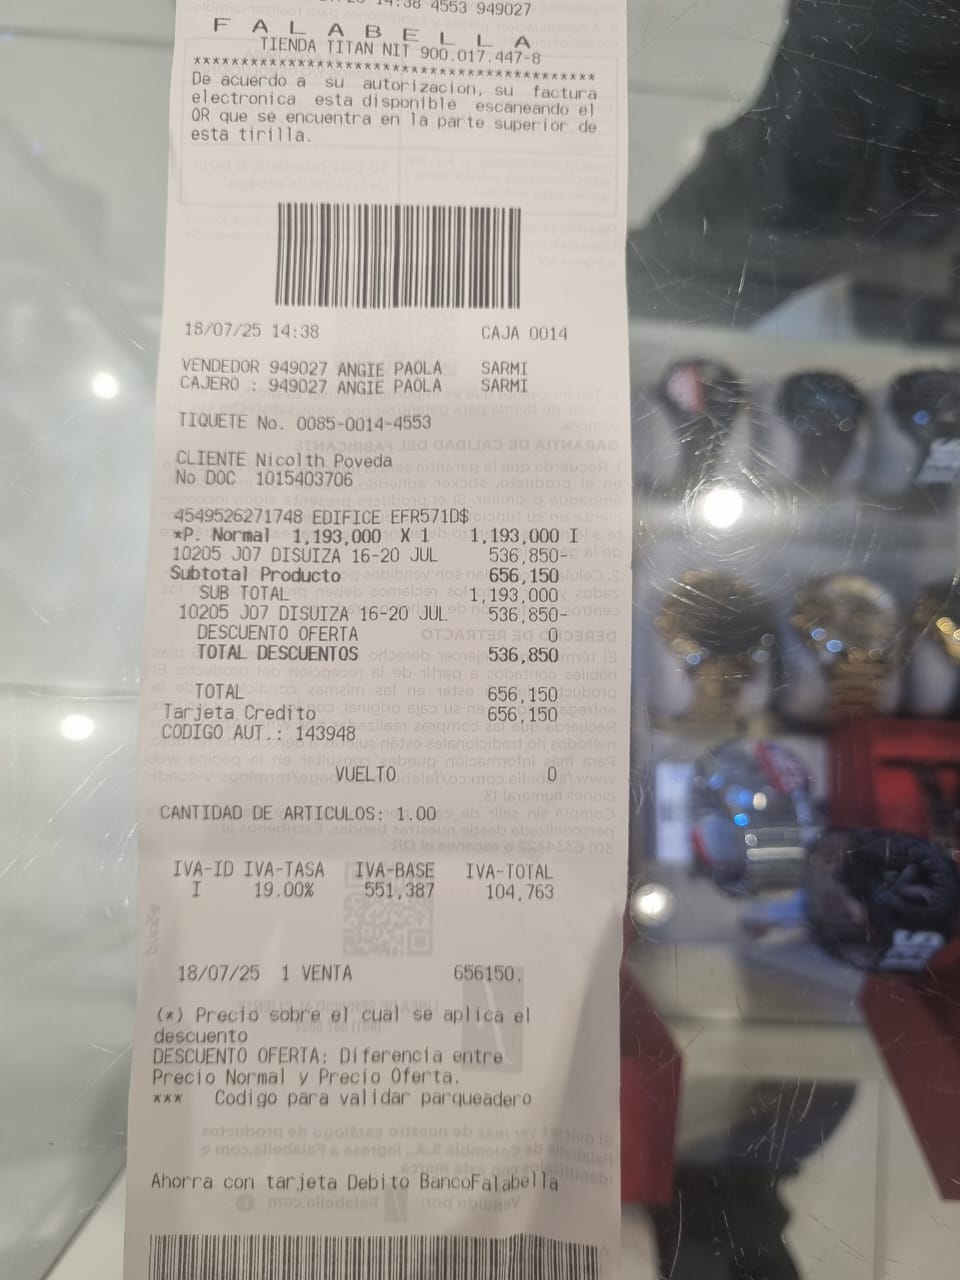 14:38 4553 949027
F A L A B E L L A
TIENDA TITAN NIT 900.017.447-8
******************************************
De acuerdo a su autorizacion, su factura
electronica esta disponible escaneando el
QR que se encuentra en la parte superior de
esta tirilla.
18/07/25 14:38 CAJA 0014
VENDEDOR 949027 ANGIE PAOLA SARMI
CAJERO : 949027 ANGIE PAOLA SARMI
TIQUETE No. 0085-0014-4553
CLIENTE Nicolth Poveda
No DOC 1015403706
4549526271748 EDIFICE EFR571D$
*P. Normal 1,193,000 X 1 1,193,000 I
10205 J07 DISUIZA 16-20 JUL 536,850-
Subtotal Producto 656,150
SUB TOTAL 1,193,000
10205 J07 DISUIZA 16-20 JUL 536,850-
DESCUENTO OFERTA 0
TOTAL DESCUENTOS 536,850
TOTAL 656,150
Tarjeta Credito 656,150
CODIGO AUT.: 143948
VUELTO 0
CANTIDAD DE ARTICULOS: 1.00
IVA-ID IVA-TASA IVA-BASE IVA-TOTAL
I 19.00% 551,387 104,763
18/07/25 1 VENTA 656150.
(*) Precio sobre el cual se aplica el
descuento
DESCUENTO OFERTA: Diferencia entre
Precio Normal y Precio Oferta.
*** Codigo para validar parqueadero
Ahorra con tarjeta Debito BancoFalabella